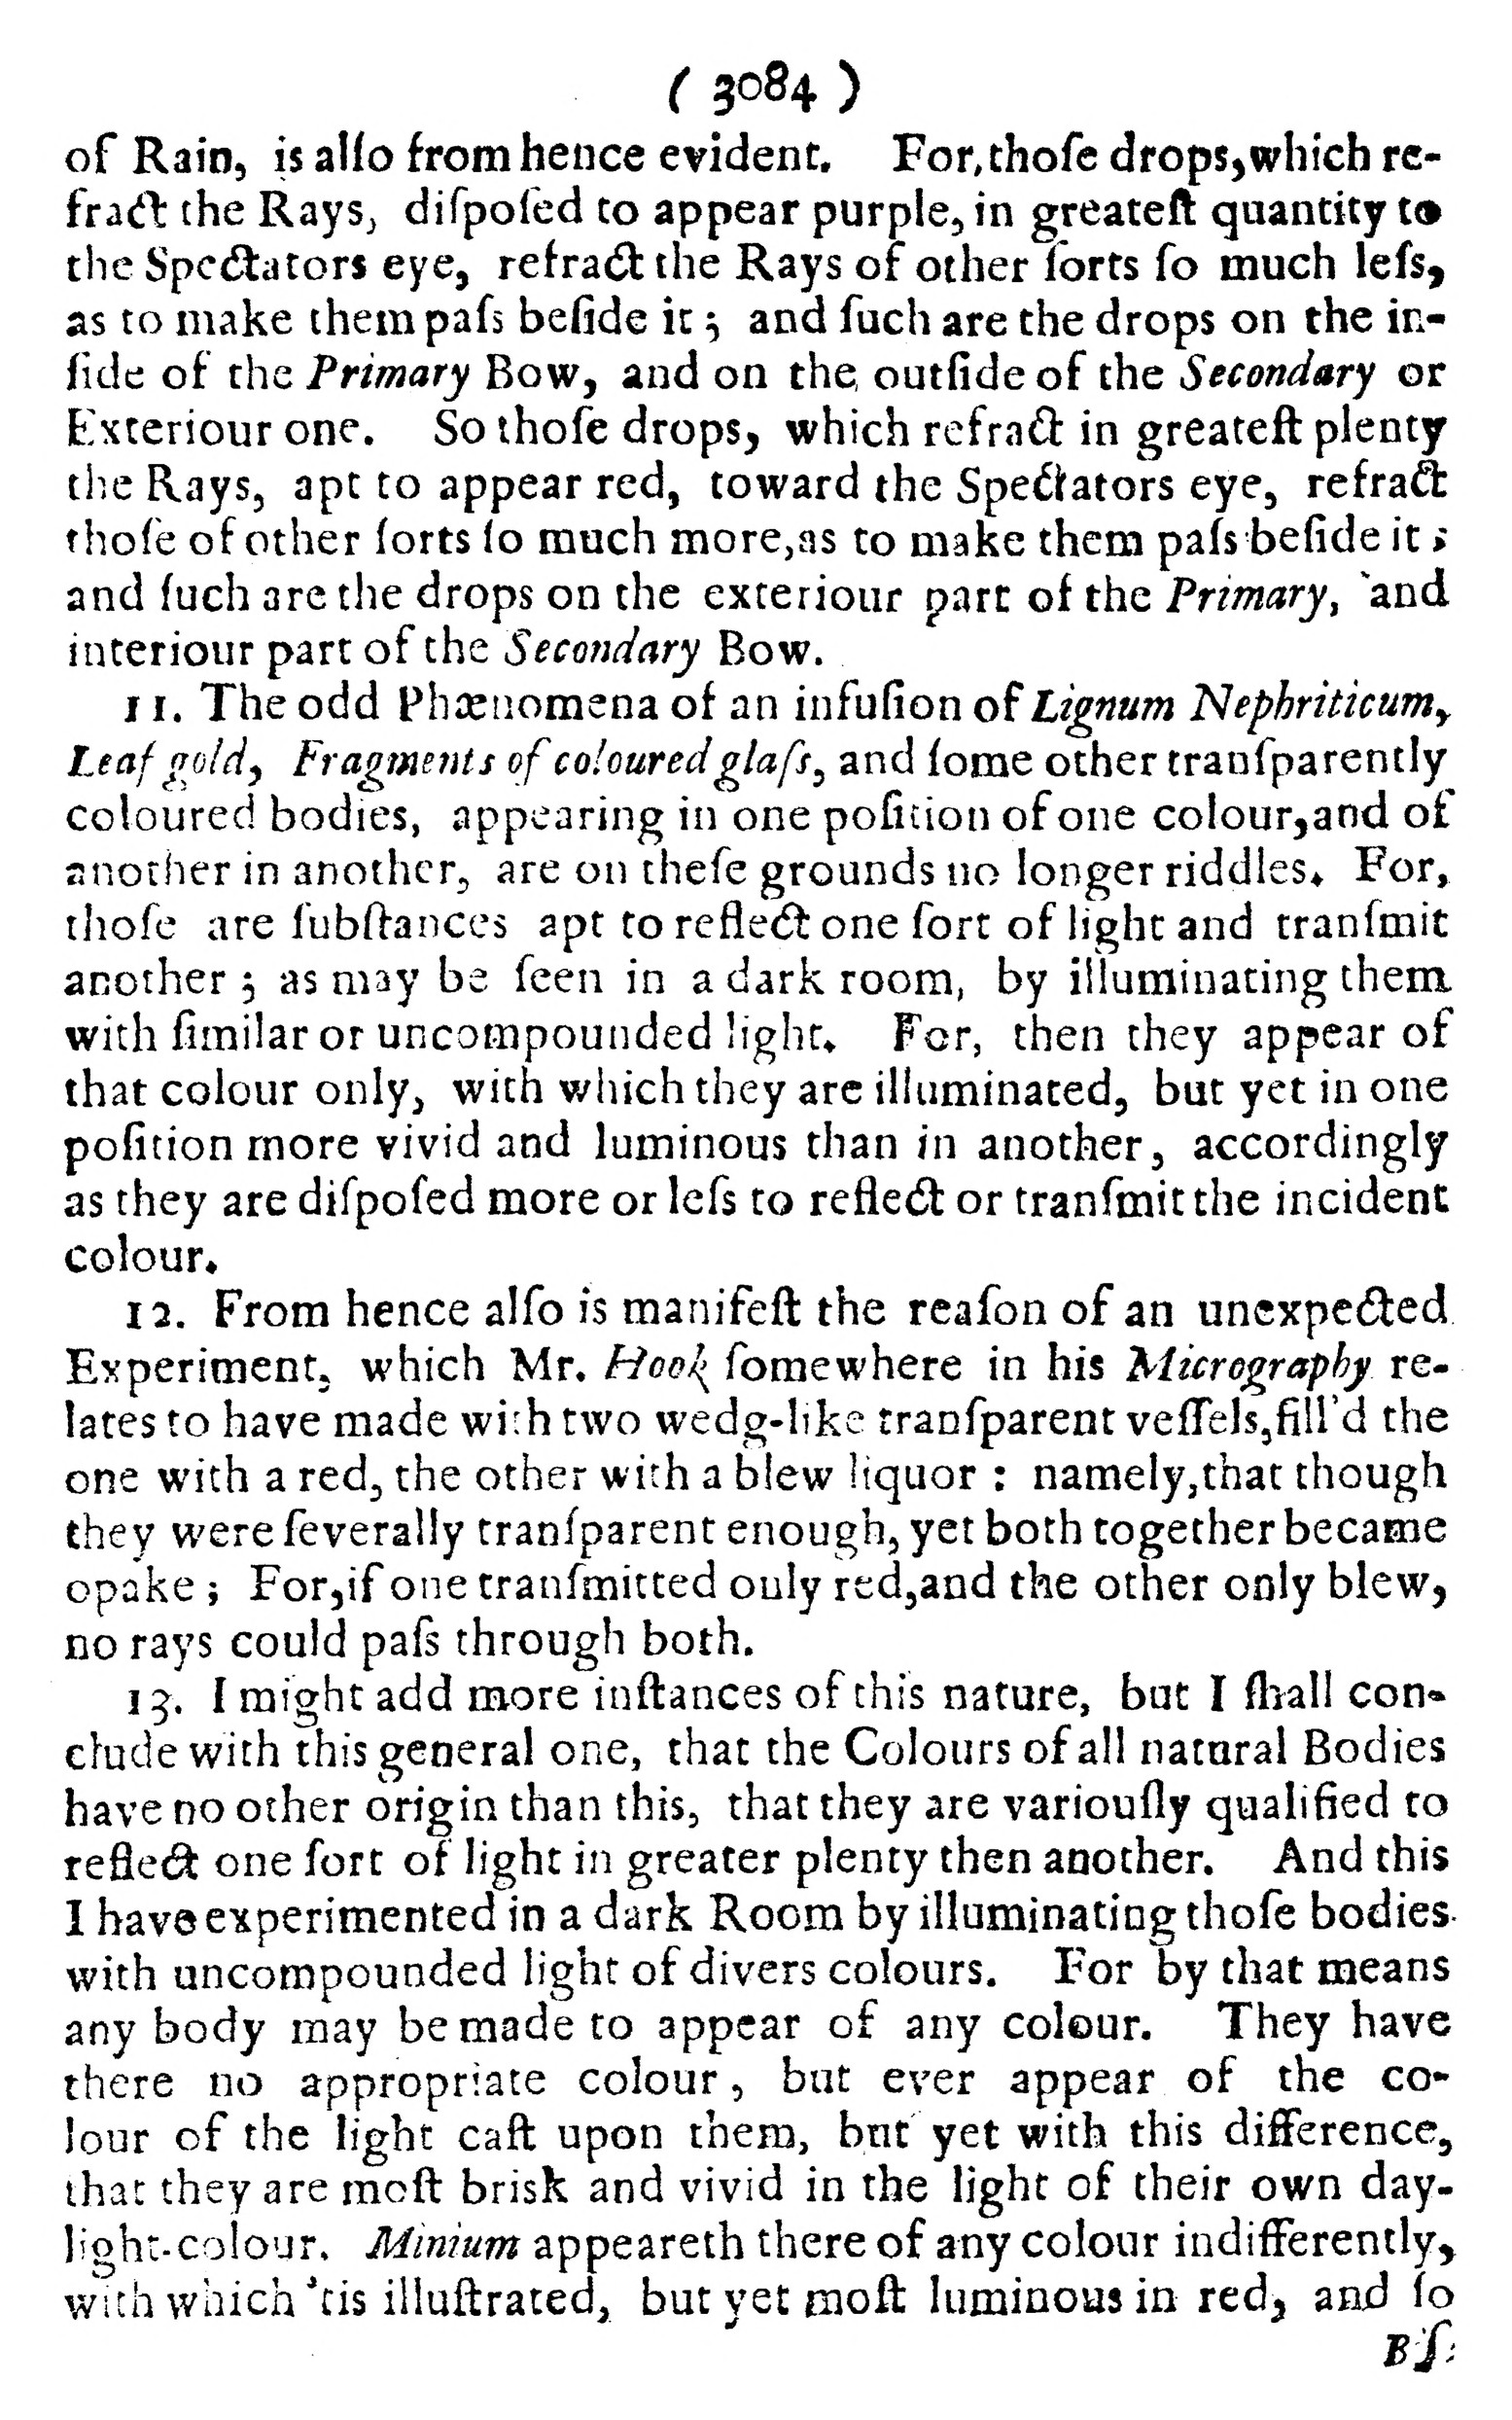 ( 3084 )
of Rain, is alſo from hence evident. For, thoſe drops, which re-
fract the Rays, diſpoſed to appear purple, in greateſt quantity to
the Spectators eye, refract the Rays of other ſorts ſo much leſs,
as to make them paſs beſide it; and ſuch are the drops on the in-
ſide of the Primary Bow, and on the outſide of the Secondary or
Exteriour one. So thoſe drops, which refract in greateſt plenty
the Rays, apt to appear red, toward the Spectators eye, refract
thoſe of other ſorts ſo much more, as to make them paſs beſide it;
and ſuch are the drops on the exteriour part of the Primary, and
interiour part of the Secondary Bow.
11. The odd Phænomena of an infuſion of Lignum Nephriticum,
Leaf gold, Fragments of coloured glaſs, and ſome other tranſparently
coloured bodies, appearing in one poſition of one colour, and of
another in another, are on theſe grounds no longer riddles. For,
thoſe are ſubſtances apt to reflect one ſort of light and tranſmit
another; as may be ſeen in a dark room, by illuminating them
with ſimilar or uncompounded light. For, then they appear of
that colour only, with which they are illuminated, but yet in one
poſition more vivid and luminous than in another, accordingly
as they are diſpoſed more or leſs to reflect or tranſmit the incident
colour.
12. From hence alſo is manifeſt the reaſon of an unexpected
Experiment, which Mr. Hook ſomewhere in his Micrography re-
lates to have made with two wedg-like tranſparent veſſels, fill'd the
one with a red, the other with a blew liquor: namely, that though
they were ſeverally tranſparent enough, yet both together became
opake; For, if one tranſmitted only red, and the other only blew,
no rays could paſs through both.
13. I might add more inſtances of this nature, but I ſhall con-
clude with this general one, that the Colours of all natural Bodies
have no other origin than this, that they are variouſly qualified to
reflect one ſort of light in greater plenty then another. And this
I have experimented in a dark Room by illuminating thoſe bodies
with uncompounded light of divers colours. For by that means
any body may be made to appear of any colour. They have
there no appropriate colour, but ever appear of the co-
lour of the light caſt upon them, but yet with this difference,
that they are moſt brisk and vivid in the light of their own day-
light-colour. Minium appeareth there of any colour indifferently,
with which 'tis illuſtrated, but yet moſt luminous in red, and ſo